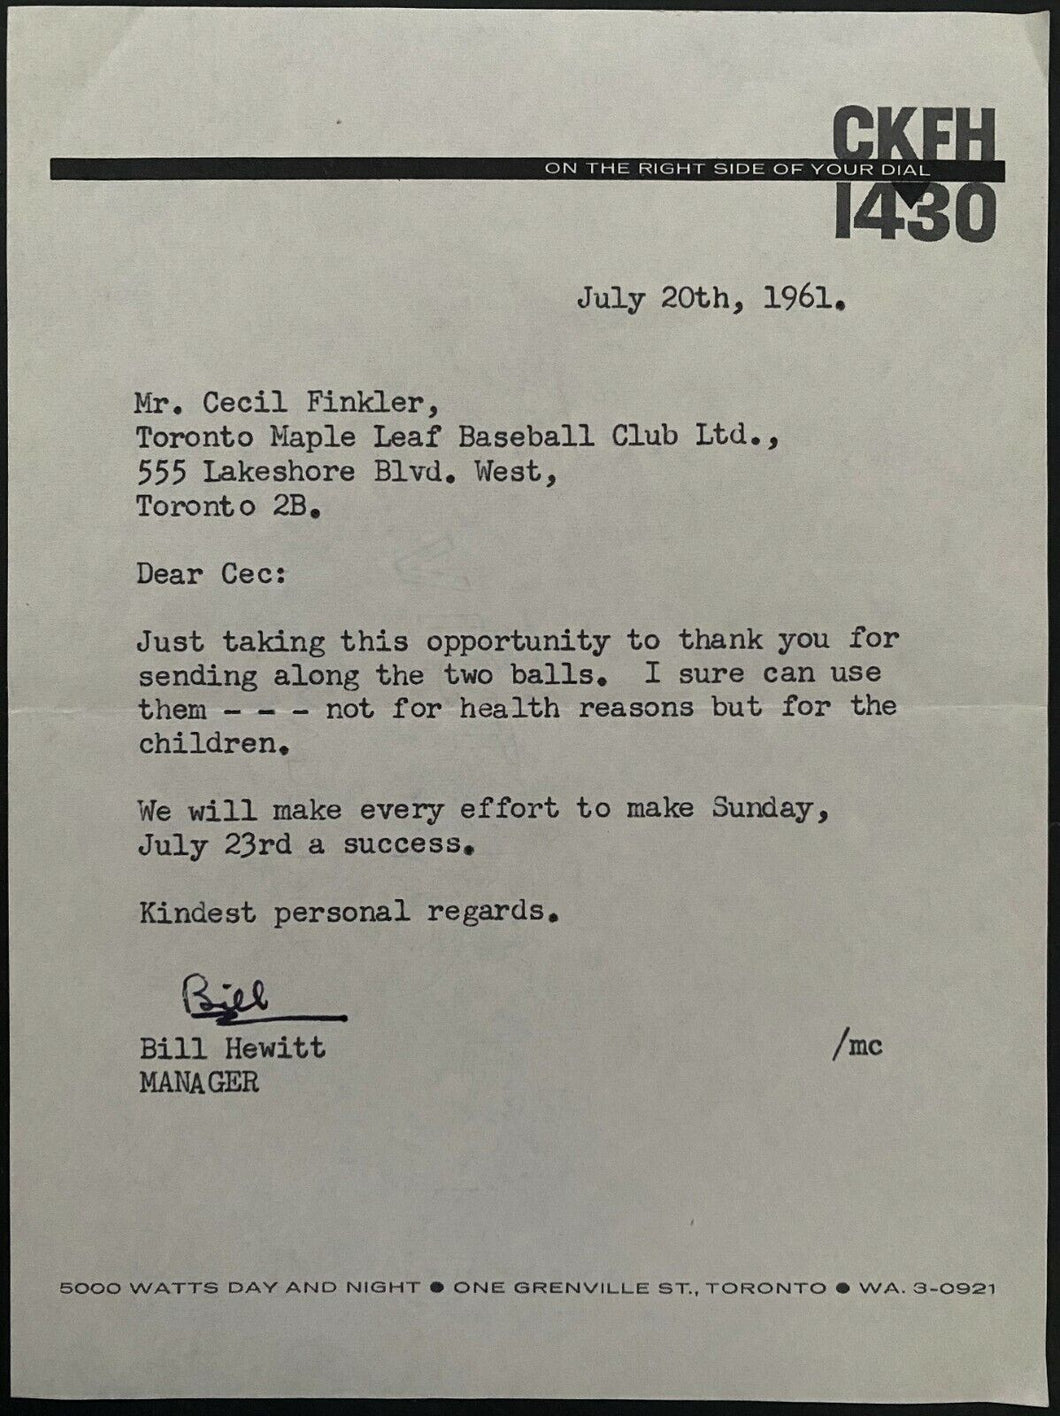 CKFH
ON THE RIGHT SIDE OF YOUR DIAL
1430
July 20th, 1961.
Mr. Cecil Finkler,
Toronto Maple Leaf Baseball Club Ltd.,
555 Lakeshore Blvd. West,
Toronto 2B.
Dear Cec:
Just taking this opportunity to thank you for
sending along the two balls. I sure can use
them - - - not for health reasons but for the
children.
We will make every effort to make Sunday,
July 23rd a success.
Kindest personal regards.
Bill
Bill Hewitt
/mc
MANAGER
5000 WATTS DAY AND NIGHT ● ONE GRENVILLE ST., TORONTO ● WA. 3-0921